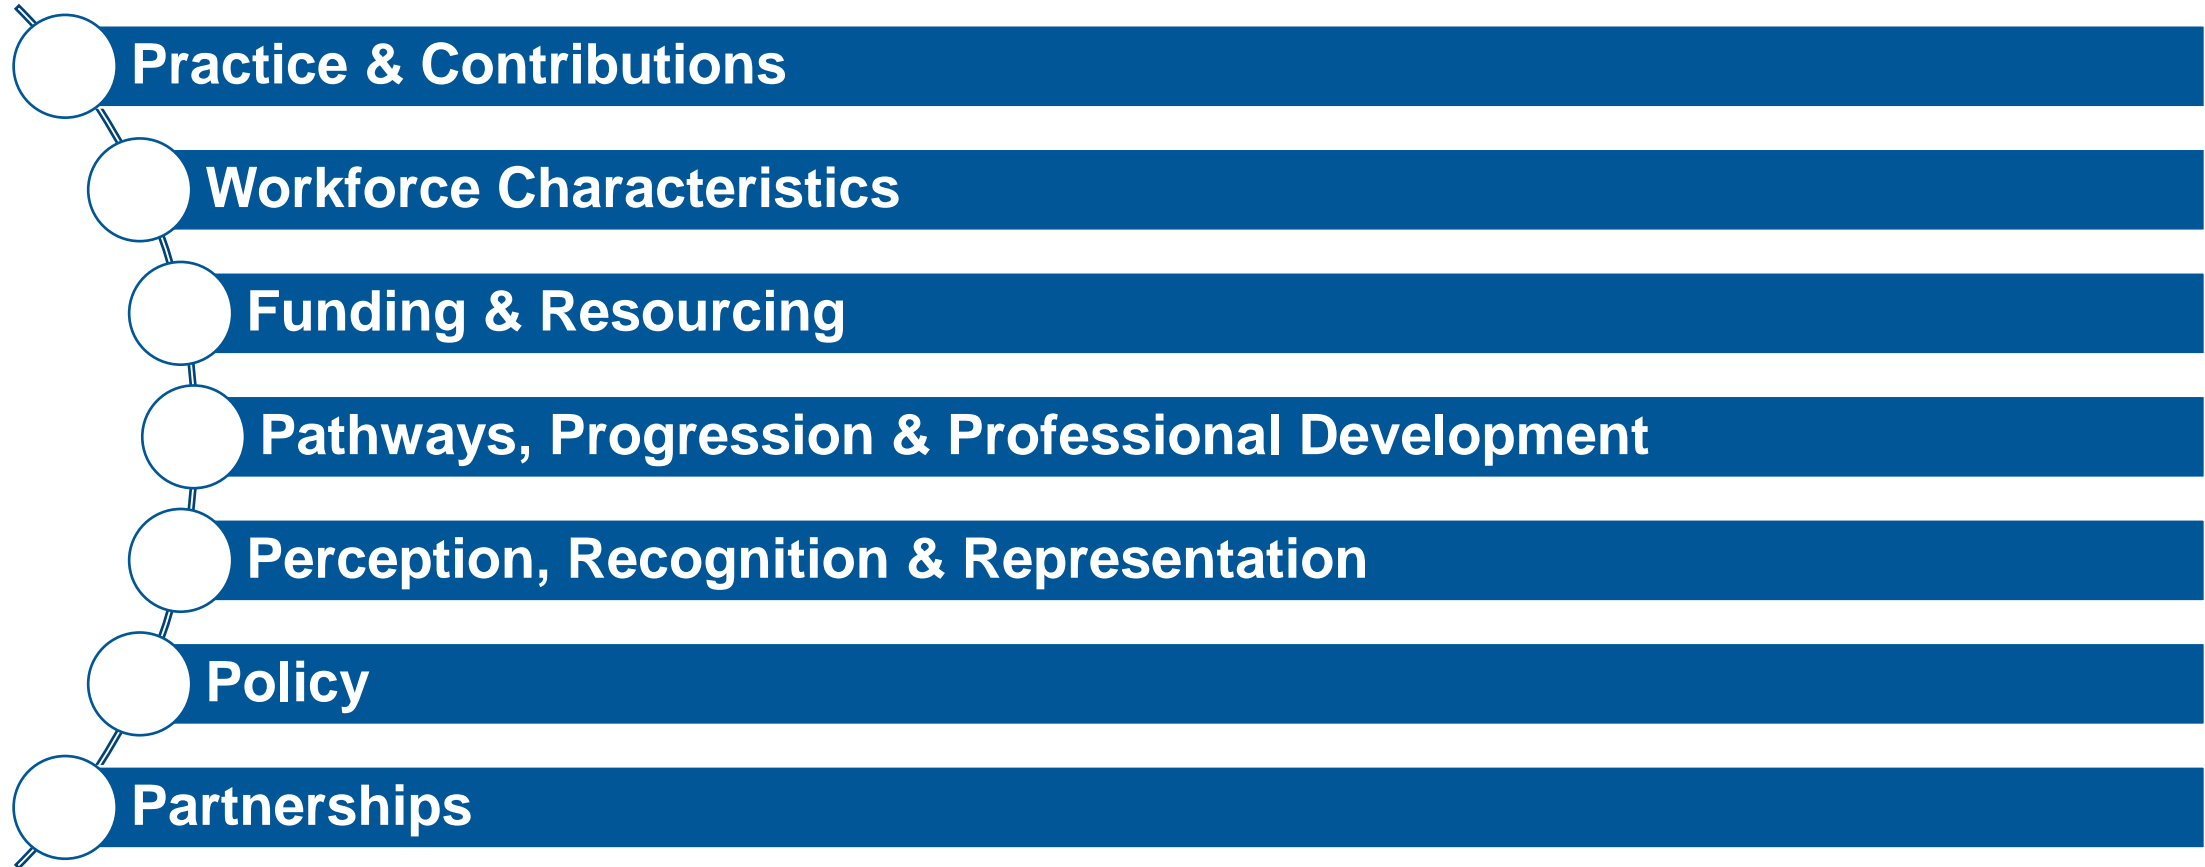 Practice & Contributions
Workforce Characteristics
Funding & Resourcing
Pathways, Progression & Professional Development
Perception, Recognition & Representation
Policy
Partnerships